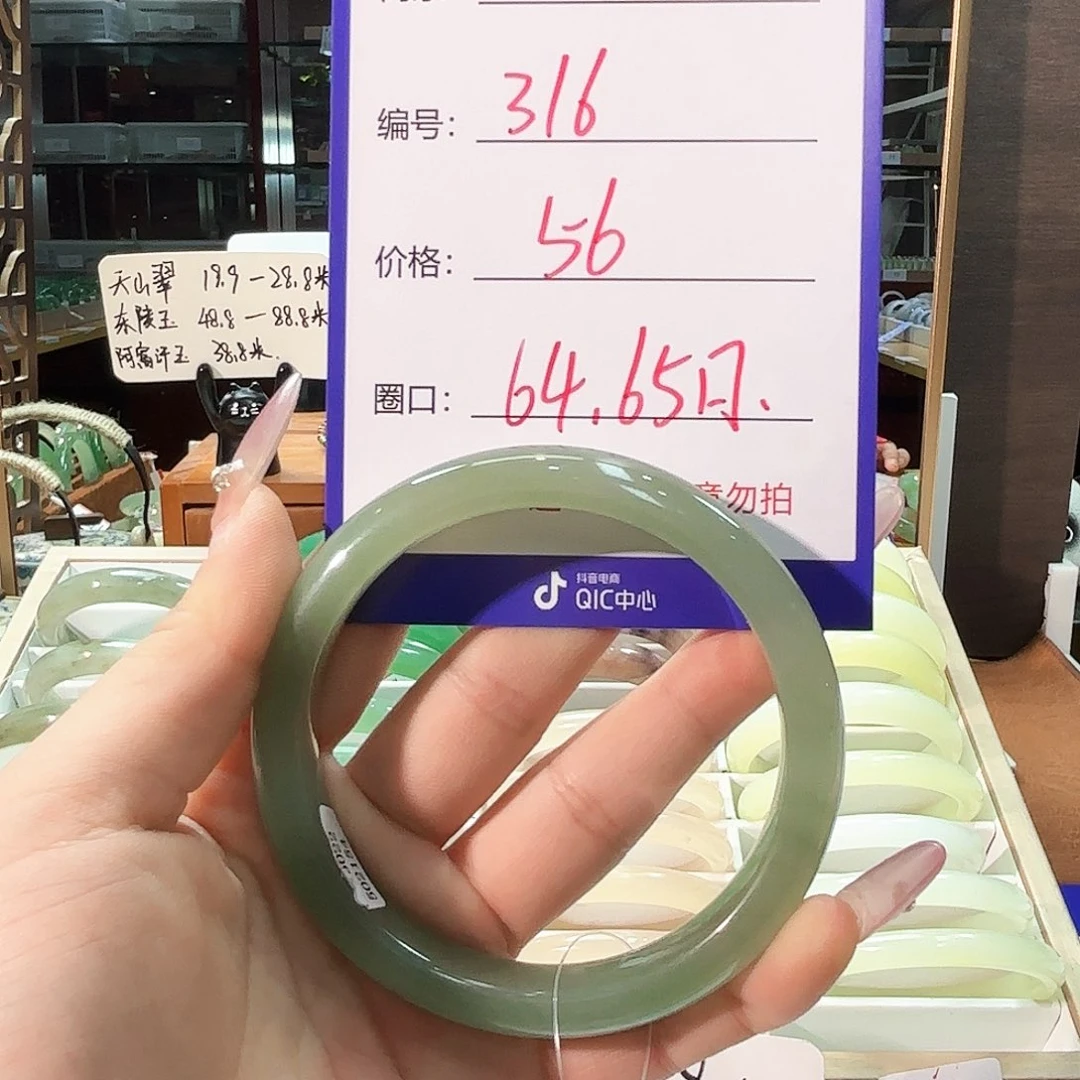 编号: 316
价格: 56
圈口: 64.65円.
意勿拍
抖音电商
QIC中心
天山翠 18.9-28.8米
东陵玉 48.8-88.8米
阿富汗玉 38.8米.